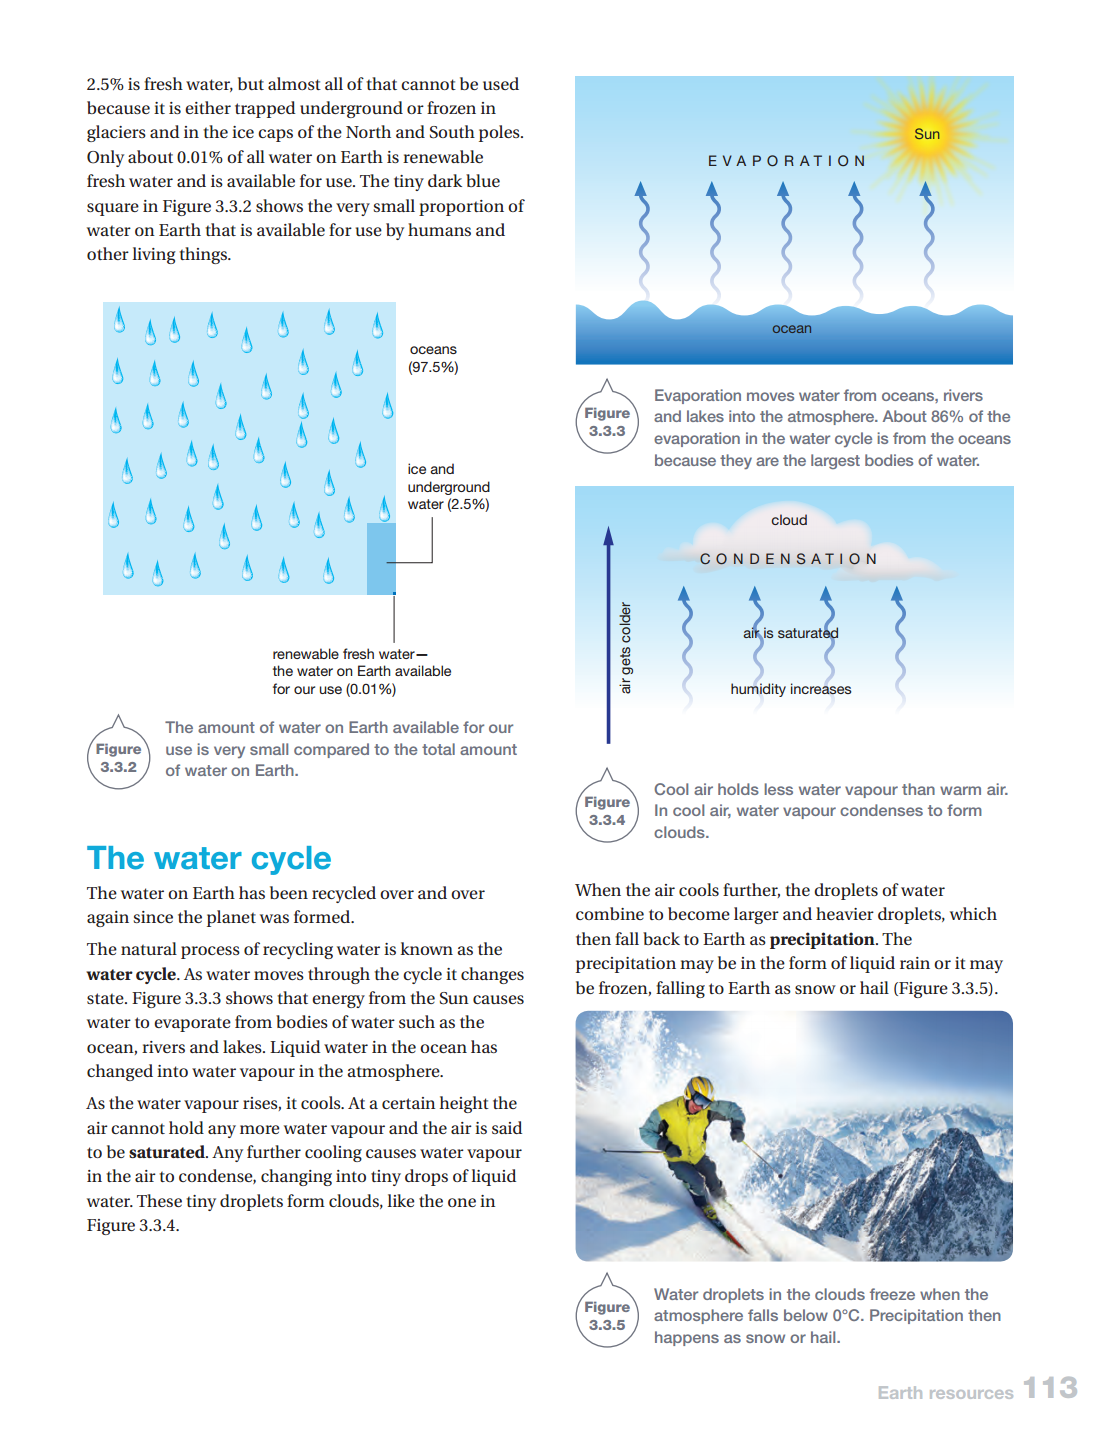 2.5% is fresh water, but almost all of that cannot be used
because it is either trapped underground or frozen in
glaciers and in the ice caps of the North and South poles.
Only about 0.01% of all water on Earth is renewable
fresh water and is available for use. The tiny dark blue
square in Figure 3.3.2 shows the very small proportion of
water on Earth that is available for use by humans and
other living things.
oceans
(97.5%)
ice and
underground
water (2.5%)
renewable fresh water—
the water on Earth available
for our use (0.01%)
Figure
3.3.2
The amount of water on Earth available for our
use is very small compared to the total amount
of water on Earth.
The water cycle
The water on Earth has been recycled over and over
again since the planet was formed.
The natural process of recycling water is known as the
water cycle. As water moves through the cycle it changes
state. Figure 3.3.3 shows that energy from the Sun causes
water to evaporate from bodies of water such as the
ocean, rivers and lakes. Liquid water in the ocean has
changed into water vapour in the atmosphere.
As the water vapour rises, it cools. At a certain height the
air cannot hold any more water vapour and the air is said
to be saturated. Any further cooling causes water vapour
in the air to condense, changing into tiny drops of liquid
water. These tiny droplets form clouds, like the one in
Figure 3.3.4.
Sun
EVAPORATION
ocean
Figure
3.3.3
Evaporation moves water from oceans, rivers
and lakes into the atmosphere. About 86% of the
evaporation in the water cycle is from the oceans
because they are the largest bodies of water.
cloud
CONDENSATION
air is saturated
humidity increases
air gets colder
Figure
3.3.4
Cool air holds less water vapour than warm air.
In cool air, water vapour condenses to form
clouds.
When the air cools further, the droplets of water
combine to become larger and heavier droplets, which
then fall back to Earth as precipitation. The
precipitation may be in the form of liquid rain or it may
be frozen, falling to Earth as snow or hail (Figure 3.3.5).
Figure
3.3.5
Water droplets in the clouds freeze when the
atmosphere falls below 0°C. Precipitation then
happens as snow or hail.
Earth resources 113